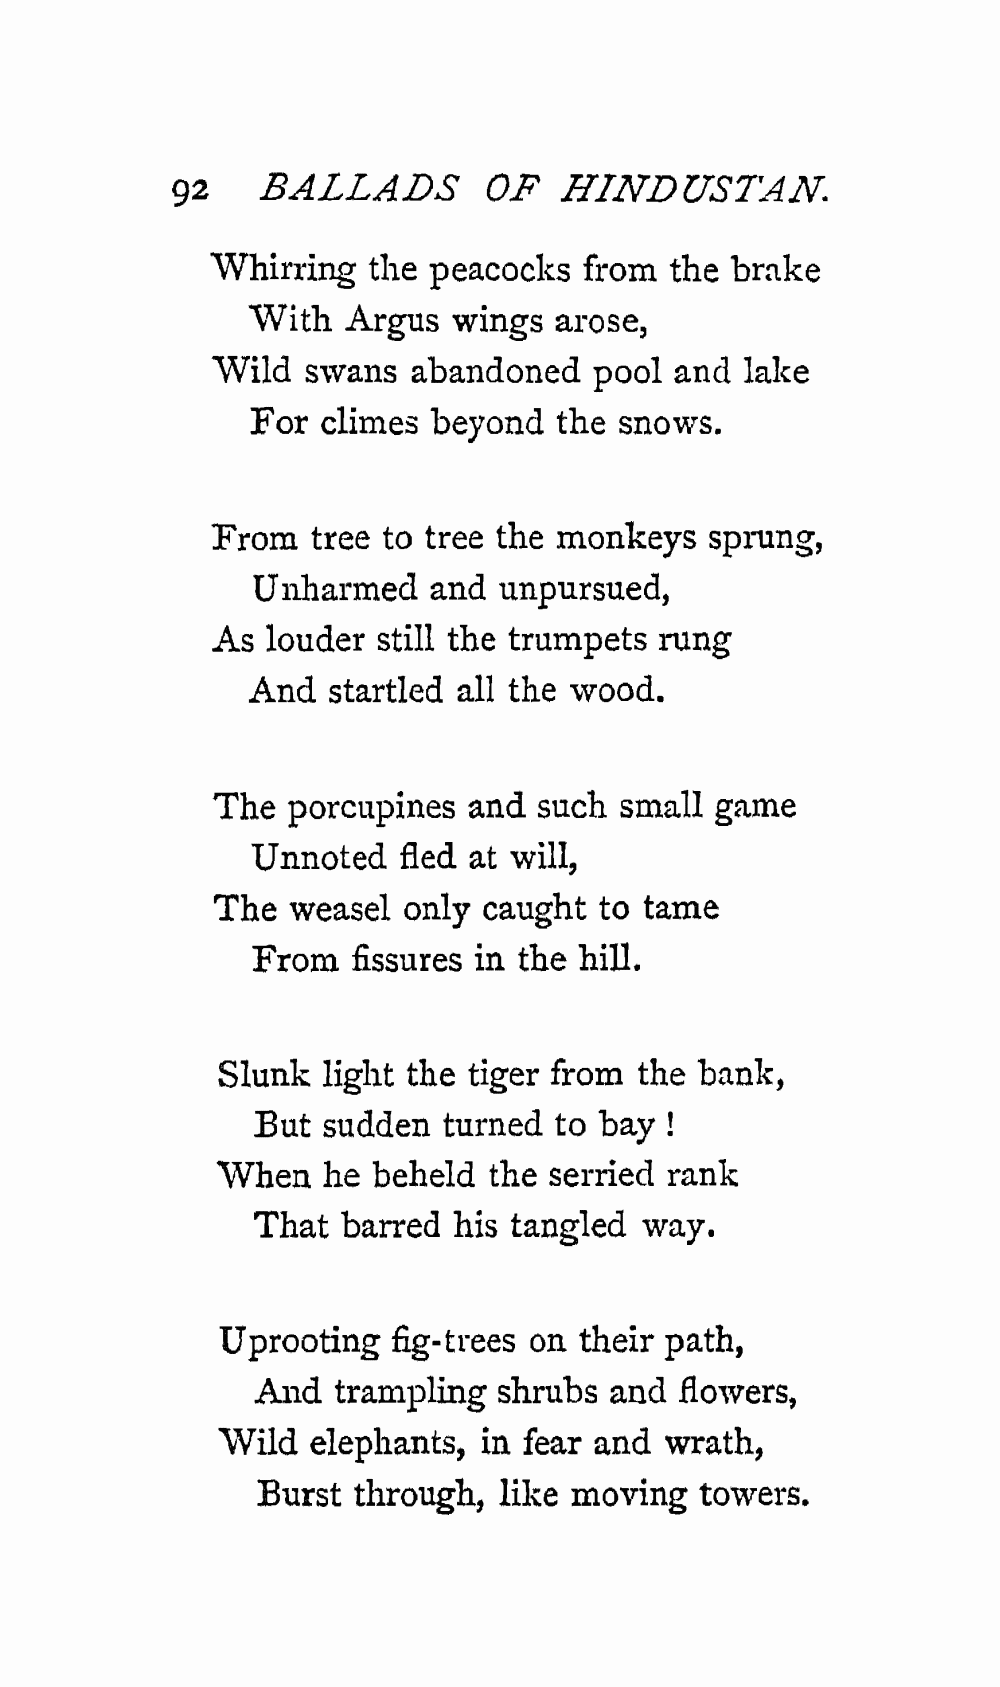 92 BALLADS OF HINDUSTAN.
Whirring the peacocks from the brake
With Argus wings arose,
Wild swans abandoned pool and lake
For climes beyond the snows.
From tree to tree the monkeys sprung,
Unharmed and unpursued,
As louder still the trumpets rung
And startled all the wood.
The porcupines and such small game
Unnoted fled at will,
The weasel only caught to tame
From fissures in the hill.
Slunk light the tiger from the bank,
But sudden turned to bay !
When he beheld the serried rank
That barred his tangled way.
Uprooting fig-trees on their path,
And trampling shrubs and flowers,
Wild elephants, in fear and wrath,
Burst through, like moving towers.